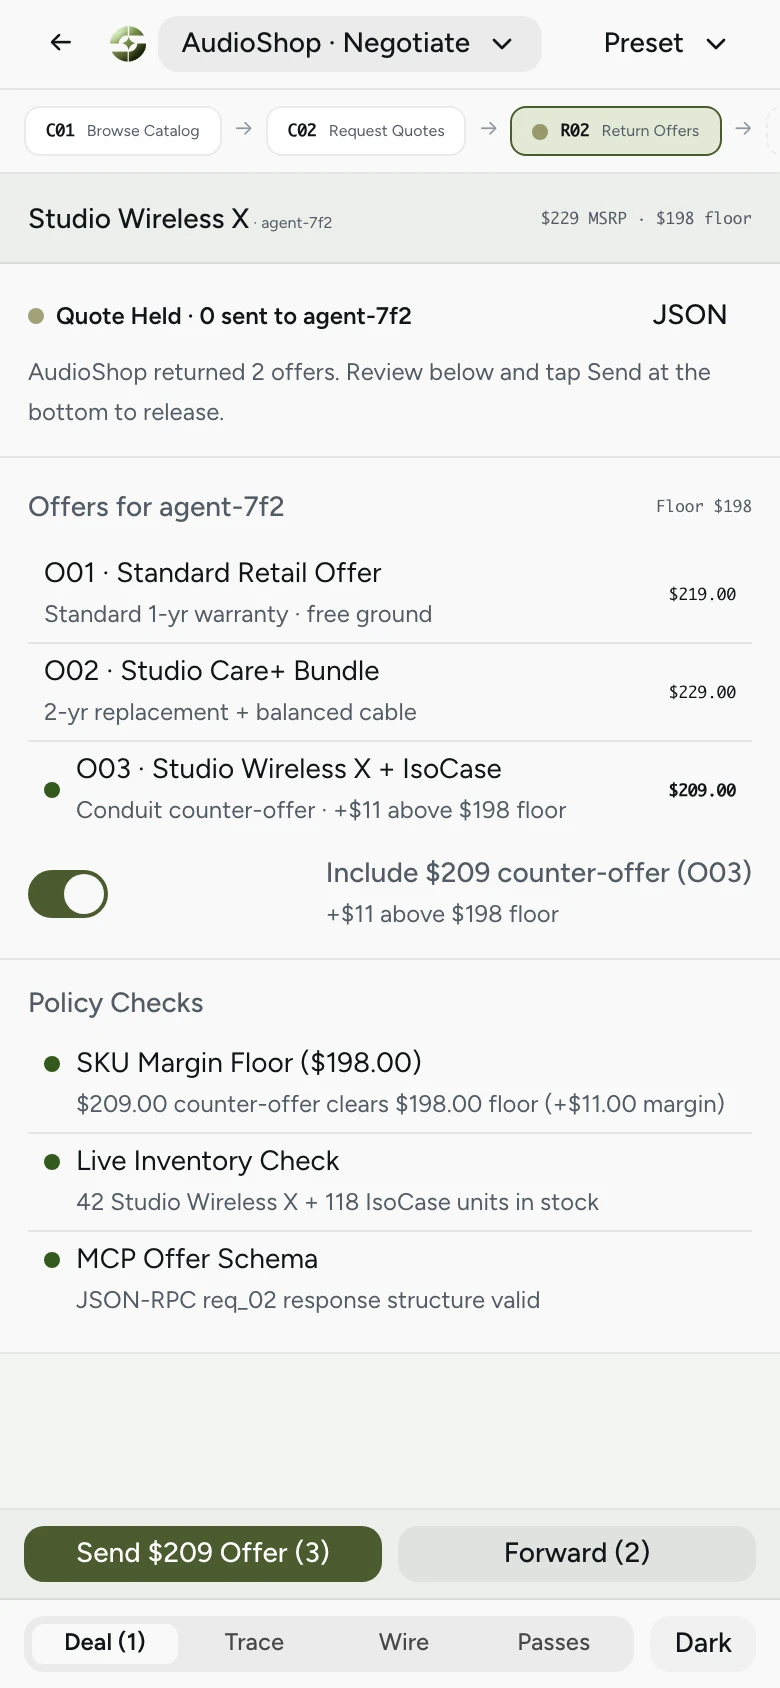 AudioShop · Negotiate
Preset
C01 Browse Catalog → C02 Request Quotes → R02 Return Offers →
Studio Wireless X · agent-7f2
$229 MSRP · $198 floor
Quote Held · 0 sent to agent-7f2
JSON
AudioShop returned 2 offers. Review below and tap Send at the
bottom to release.
Offers for agent-7f2
Floor $198
O01 · Standard Retail Offer
Standard 1-yr warranty · free ground
$219.00
O02 · Studio Care+ Bundle
2-yr replacement + balanced cable
$229.00
O03 · Studio Wireless X + IsoCase
Conduit counter-offer · +$11 above $198 floor
$209.00
Include $209 counter-offer (O03)
+$11 above $198 floor
Policy Checks
SKU Margin Floor ($198.00)
$209.00 counter-offer clears $198.00 floor (+$11.00 margin)
Live Inventory Check
42 Studio Wireless X + 118 IsoCase units in stock
MCP Offer Schema
JSON-RPC req_02 response structure valid
Send $209 Offer (3)
Forward (2)
Deal (1)
Trace
Wire
Passes
Dark